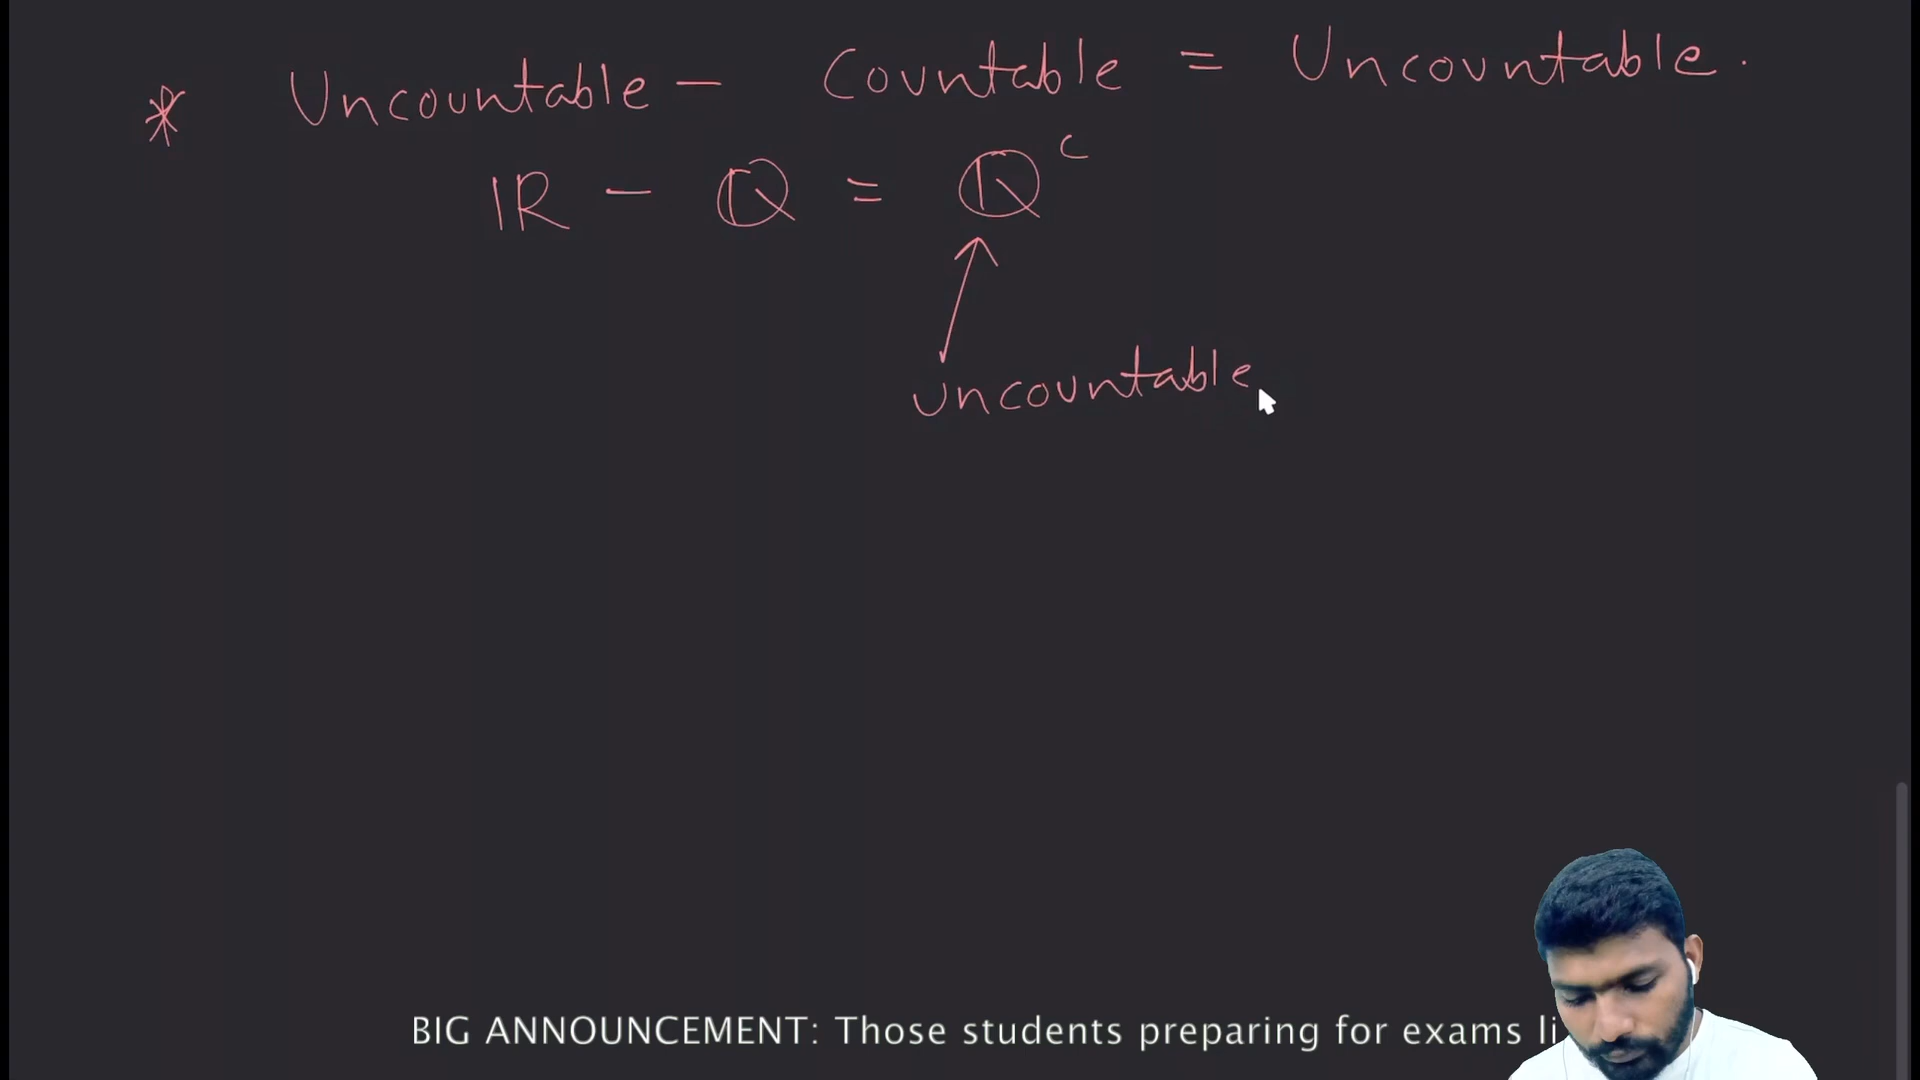 * Uncountable - Countable = Uncountable.
ℝ - ℚ = ℚᶜ
uncountable
BIG ANNOUNCEMENT: Those students preparing for exams li